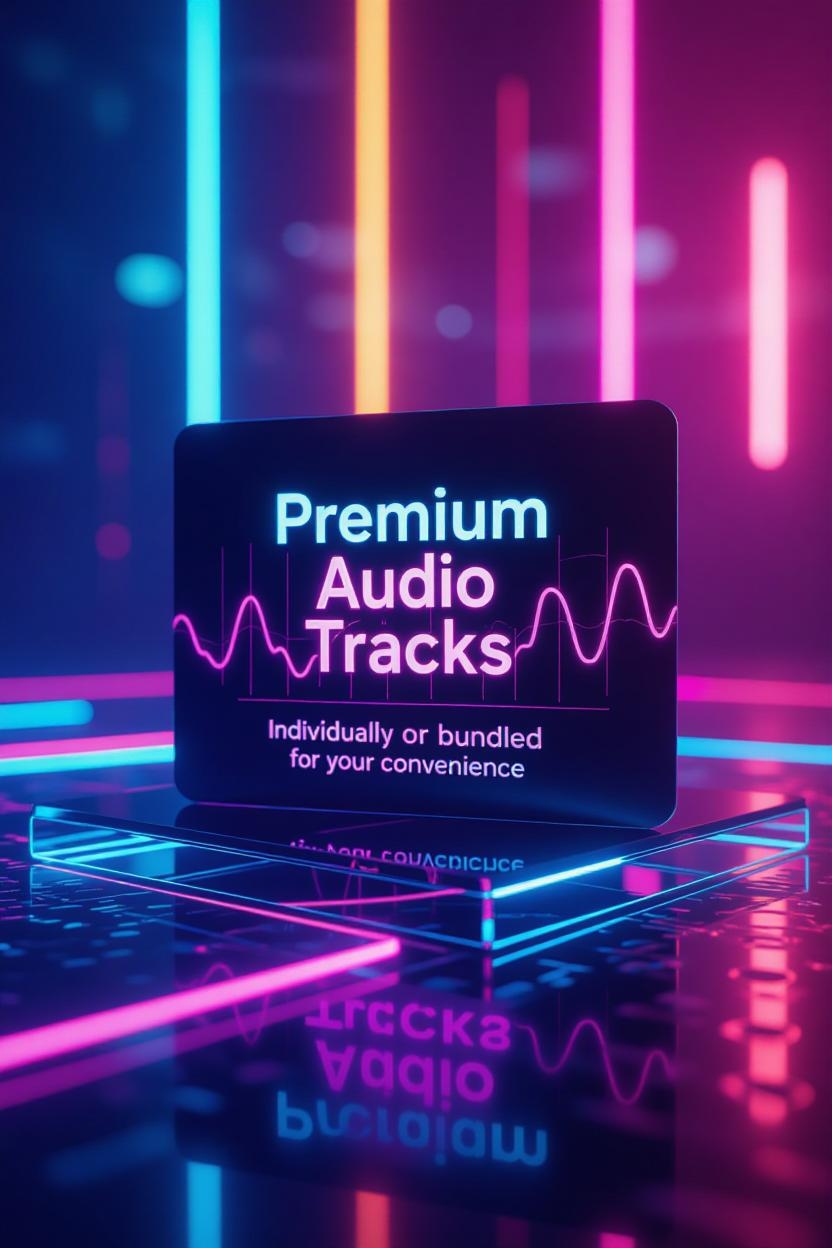 Premium
Audio
Tracks
Individually or bundled
for your convenience